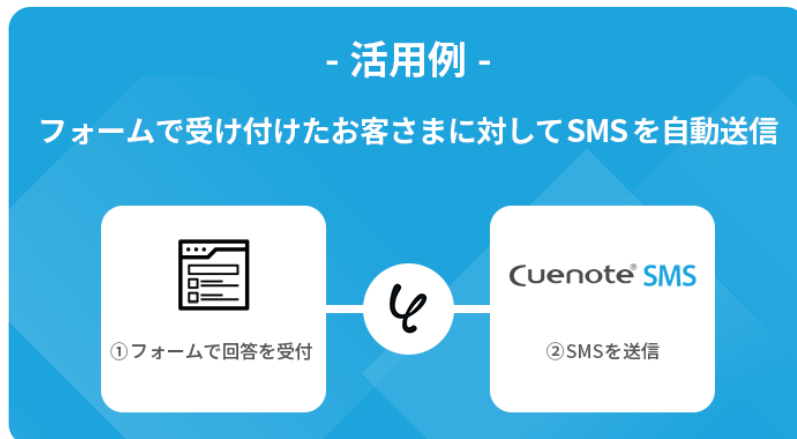 - 活用例 -
フォームで受け付けたお客さまに対してSMSを自動送信
Cuenote® SMS
①フォームで回答を受付
②SMSを送信